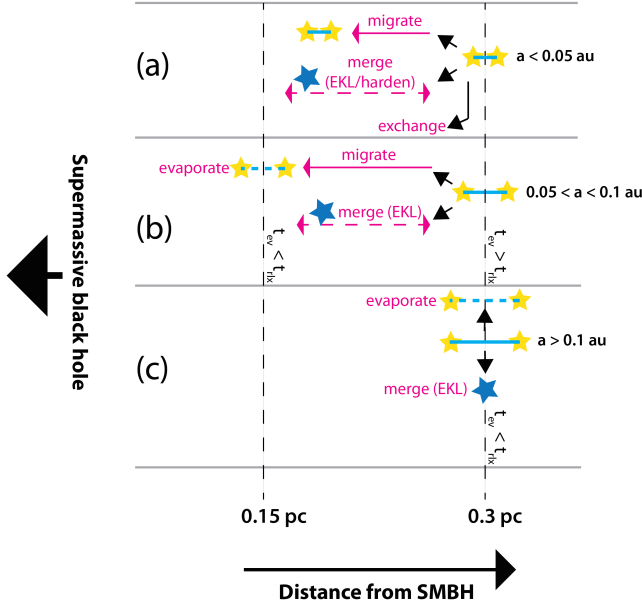 migrate
(a)
a < 0.05 au
merge
(EKL/harden)
exchange
migrate
evaporate
0.05 < a < 0.1 au
(b)
merge (EKL)
t_ev < t_rlx
t_ev > t_rlx
Supermassive black hole
evaporate
a > 0.1 au
(c)
merge (EKL)
t_ev < t_rlx
0.15 pc
0.3 pc
Distance from SMBH